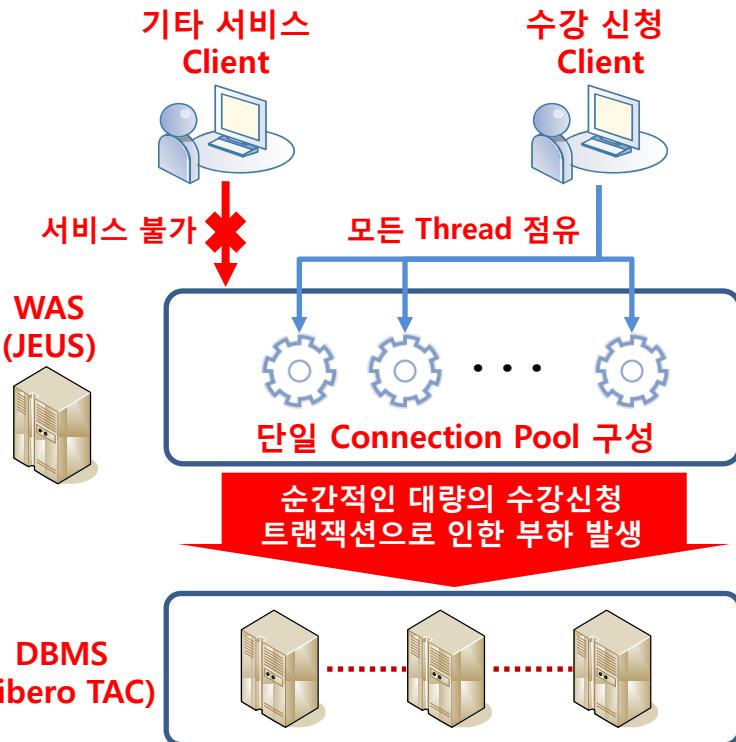 기타 서비스
Client
수강 신청
Client
서비스 불가
모든 Thread 점유
WAS
(JEUS)
...
단일 Connection Pool 구성
순간적인 대량의 수강신청
트랜잭션으로 인한 부하 발생
DBMS
ibero TAC)